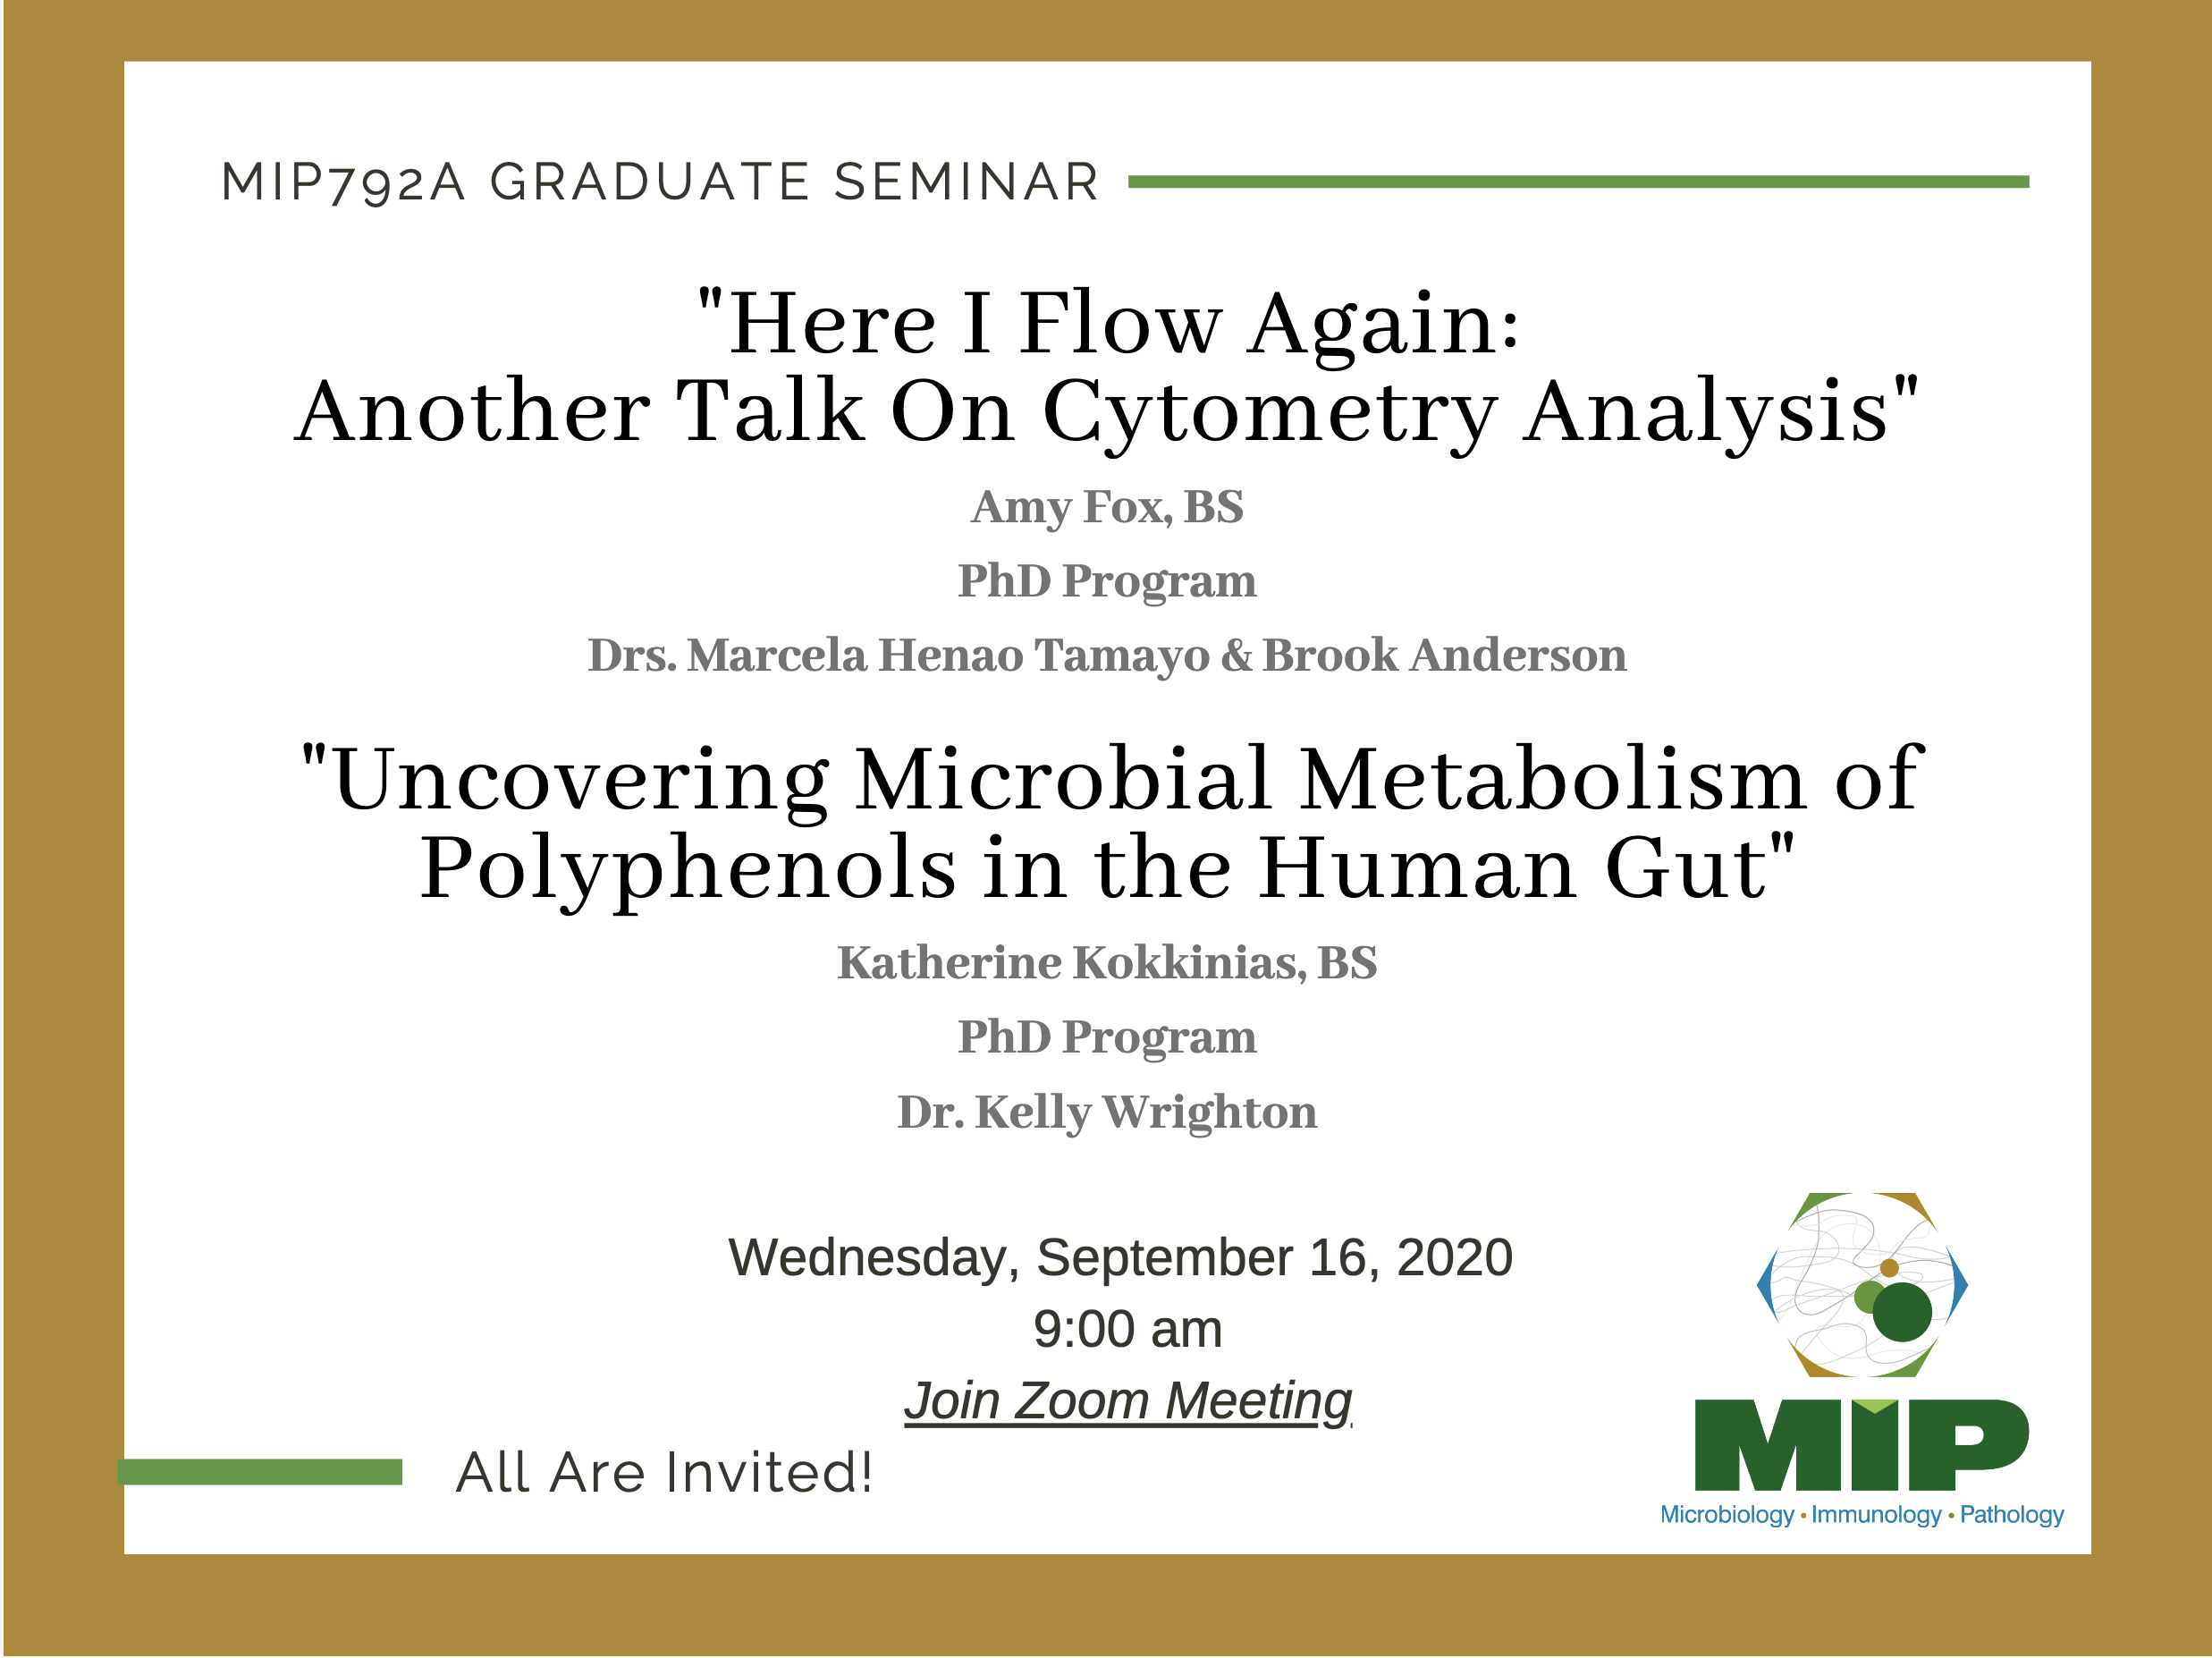 MIP792A GRADUATE SEMINAR
"Here I Flow Again:
Another Talk On Cytometry Analysis"
Amy Fox, BS
PhD Program
Drs. Marcela Henao Tamayo & Brook Anderson
"Uncovering Microbial Metabolism of
Polyphenols in the Human Gut"
Katherine Kokkinias, BS
PhD Program
Dr. Kelly Wrighton
Wednesday, September 16, 2020
9:00 am
Join Zoom Meeting
All Are Invited!
MIP
Microbiology • Immunology • Pathology